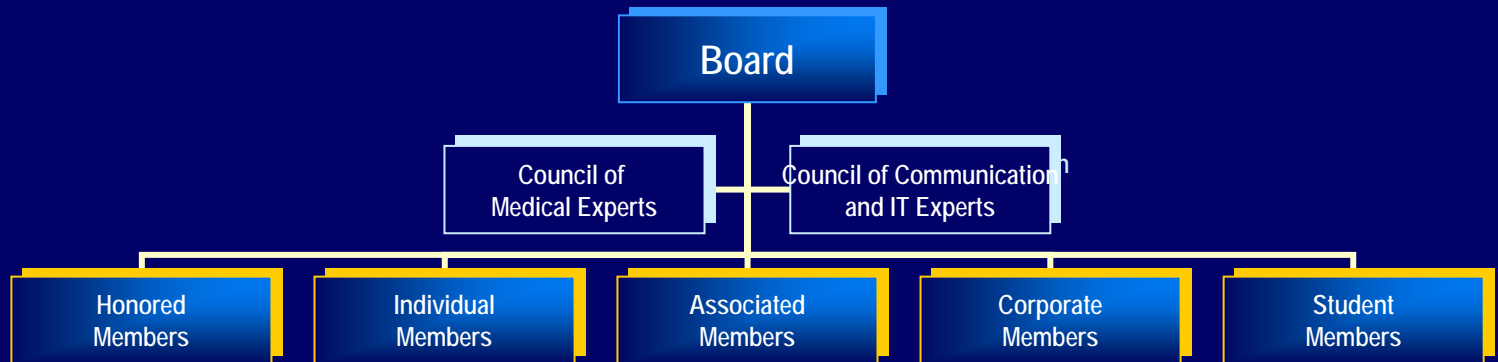 Board
Council of
Medical Experts
Council of Communication
and IT Experts
Honored
Members
Individual
Members
Associated
Members
Corporate
Members
Student
Members